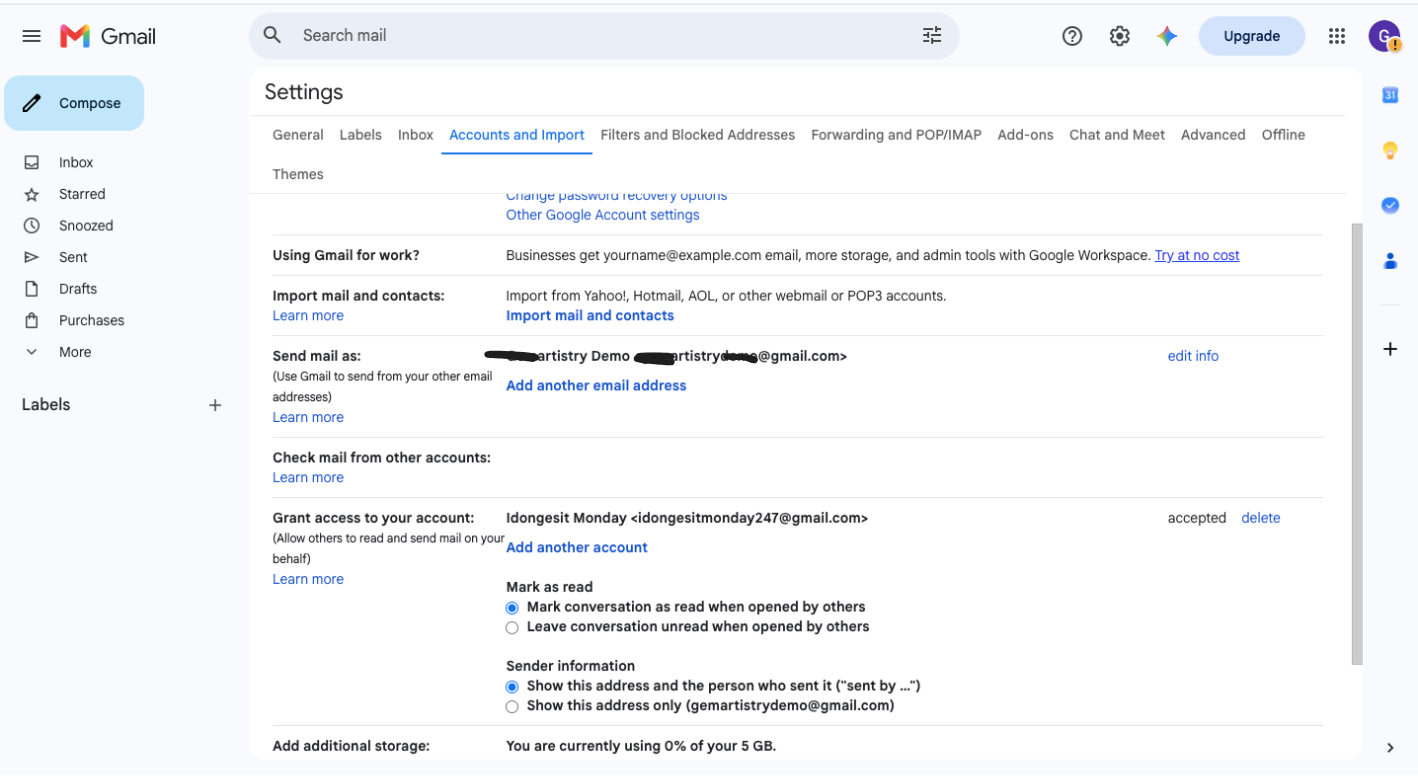 Gmail
Search mail
Upgrade
G
!
Compose
Inbox
Starred
Snoozed
Sent
Drafts
Purchases
More
Labels
Settings
General Labels Inbox Accounts and Import Filters and Blocked Addresses Forwarding and POP/IMAP Add-ons Chat and Meet Advanced Offline
Themes
Change password recovery options
Other Google Account settings
Using Gmail for work? Businesses get yourname@example.com email, more storage, and admin tools with Google Workspace. Try at no cost
Import mail and contacts: Import from Yahoo!, Hotmail, AOL, or other webmail or POP3 accounts.
Learn more Import mail and contacts
Send mail as: artistry Demo artistry @gmail.com> edit info
(Use Gmail to send from your other email Add another email address
addresses)
Learn more
Check mail from other accounts:
Learn more
Grant access to your account: Idongesit Monday <idongesitmonday247@gmail.com> accepted delete
(Allow others to read and send mail on your Add another account
behalf)
Learn more
Mark as read
Mark conversation as read when opened by others
Leave conversation unread when opened by others
Sender information
Show this address and the person who sent it ("sent by ...")
Show this address only (gemartistrydemo@gmail.com)
Add additional storage: You are currently using 0% of your 5 GB.
31